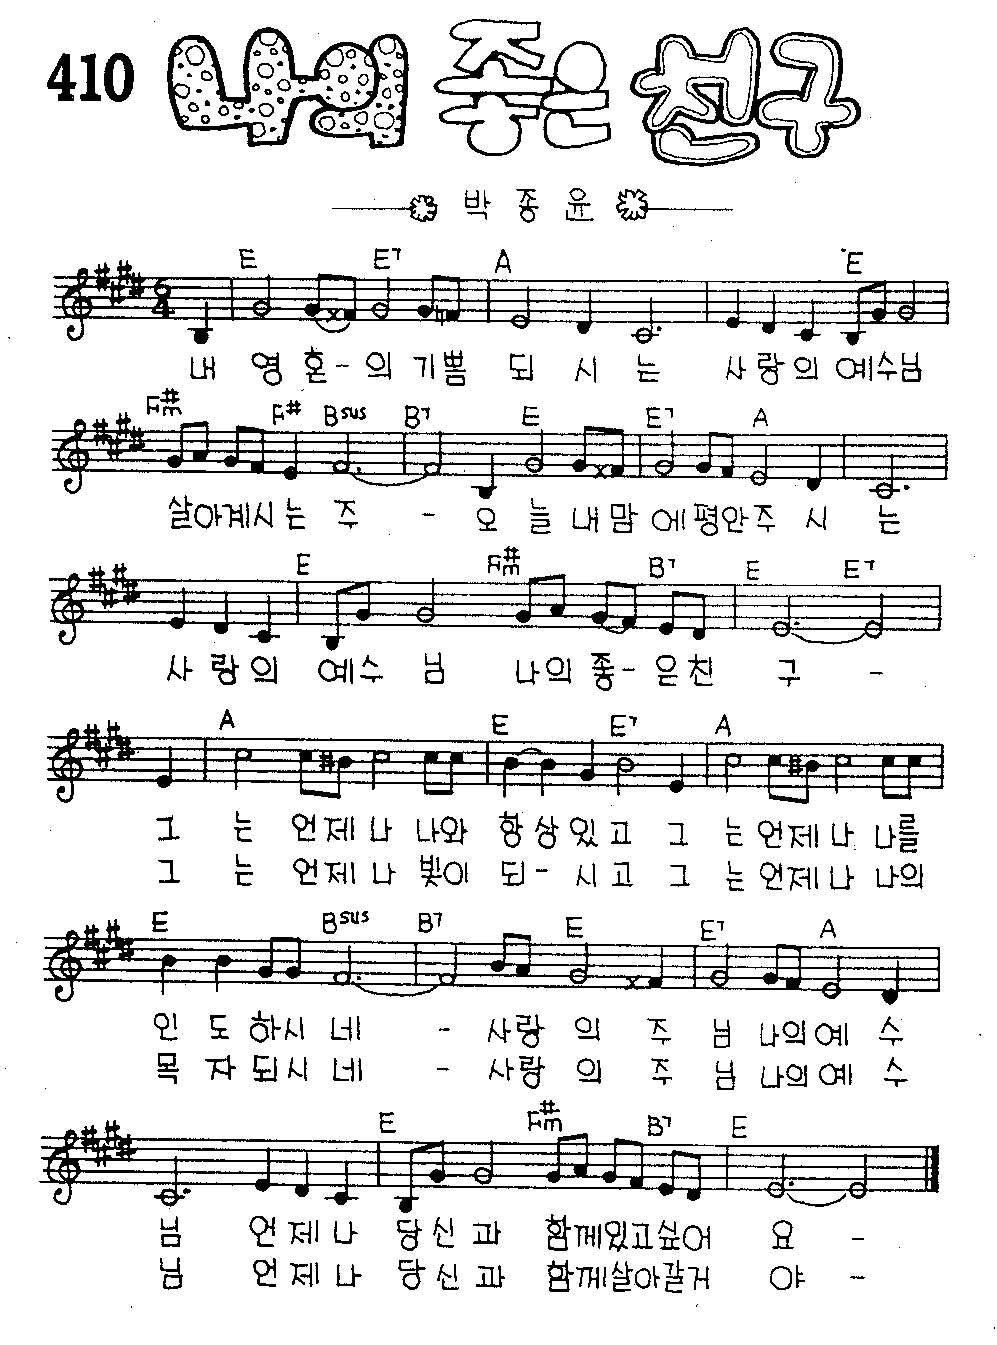 410 나의 좋은 친구
박종윤
E E7 A E
내 영 혼-의 기쁨 되 시 는 사랑의 예수님
F#m F# Bsus B7 E E7 A
살아계시는 주 - 오 늘 내맘에평안주 시 는
E F#m B7 E E7
사 랑의 예수 님 나의 좋-은친 구 -
A E E7 A
그 는 언제나 나와 항상있고 그 는언제나 나를
그 는 언제나 빛이 되-시고 그 는언제나 나의
E Bsus B7 E E7 A
인 도하시 네 - 사랑 의 주 님 나의예 수
목 자되시 네 - 사랑 의 주 님 나의예 수
E F#m B7 E
님 언제나 당신과 함께있고싶어 요 -
님 언제나 당신과 함께살아갈거 야 -